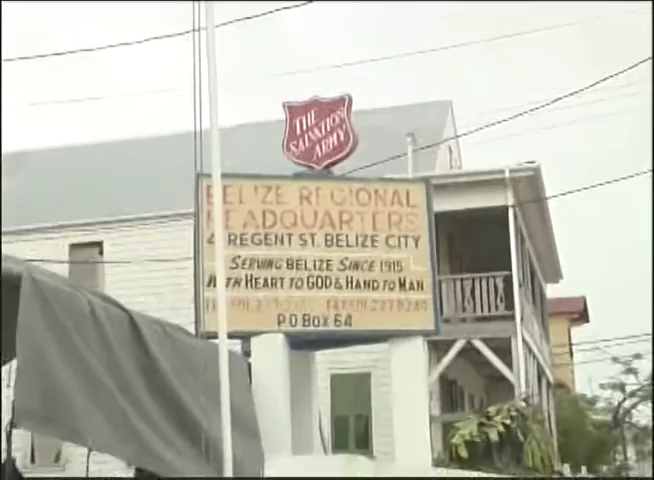 THE
SALVATION
ARMY
BELIZE REGIONAL
HEADQUARTERS
REGENT ST. BELIZE CITY
SERVING BELIZE SINCE 1915
WITH HEART TO GOD & HAND TO MAN
P.O BOX 64